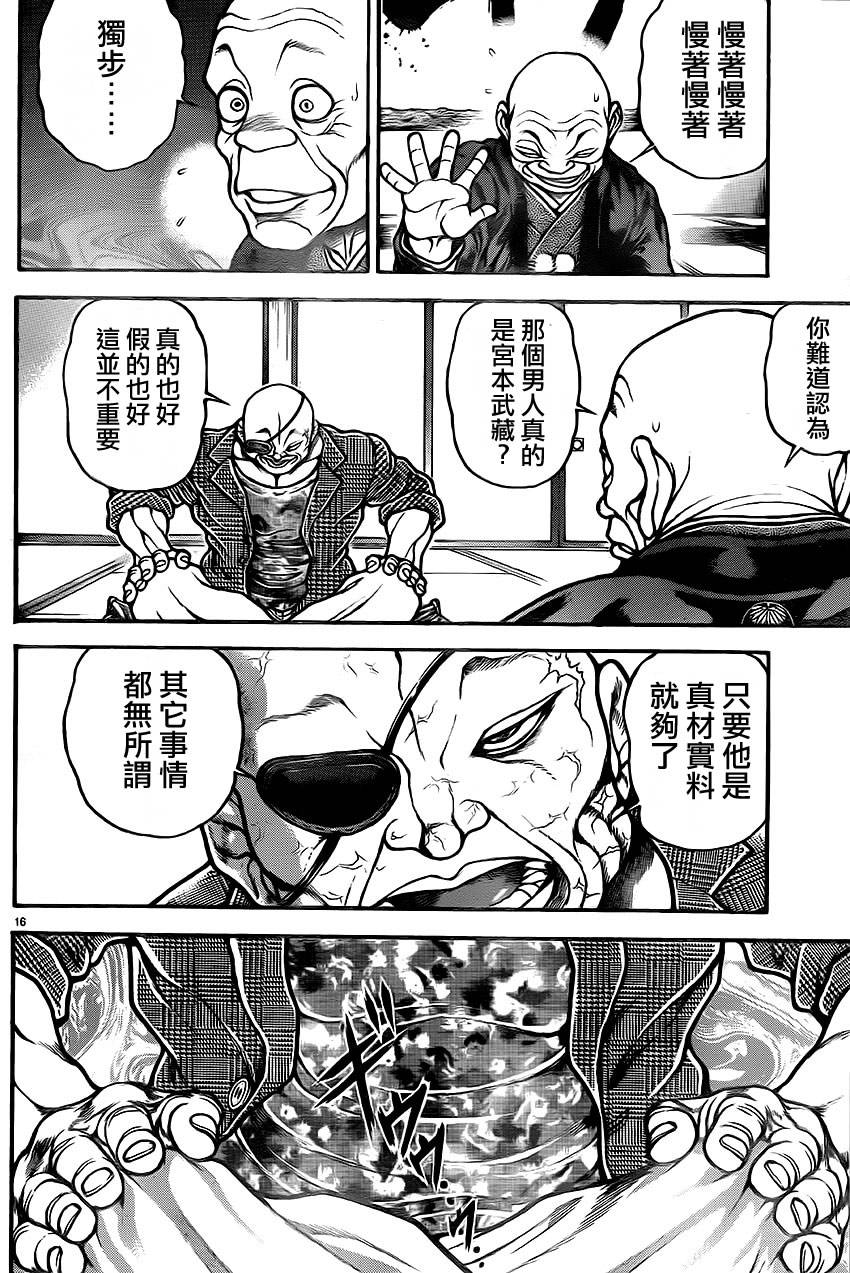 慢著慢著
慢著慢著
獨步……
你難道認為
那個男人真的
是宮本武藏？
真的也好
假的也好
這並不重要
只要他是
真材實料
就夠了
其它事情
都無所謂
16